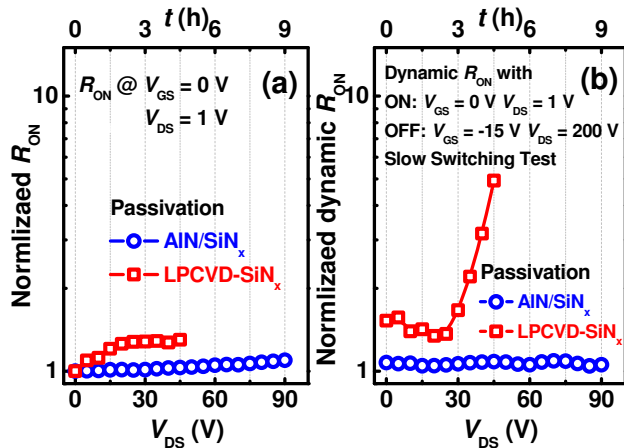 t (h)
0 3 6 9
10
1
Normlizaed R_ON
(a)
R_ON @ V_GS = 0 V
V_DS = 1 V
Passivation
AlN/SiN_x
LPCVD-SiN_x
0 30 60 90
V_DS (V)
t (h)
0 3 6 9
10
1
Normlizaed dynamic R_ON
(b)
Dynamic R_ON with
ON: V_GS = 0 V V_DS = 1 V
OFF: V_GS = -15 V V_DS = 200 V
Slow Switching Test
Passivation
AlN/SiN_x
LPCVD-SiN_x
0 30 60 90
V_DS (V)